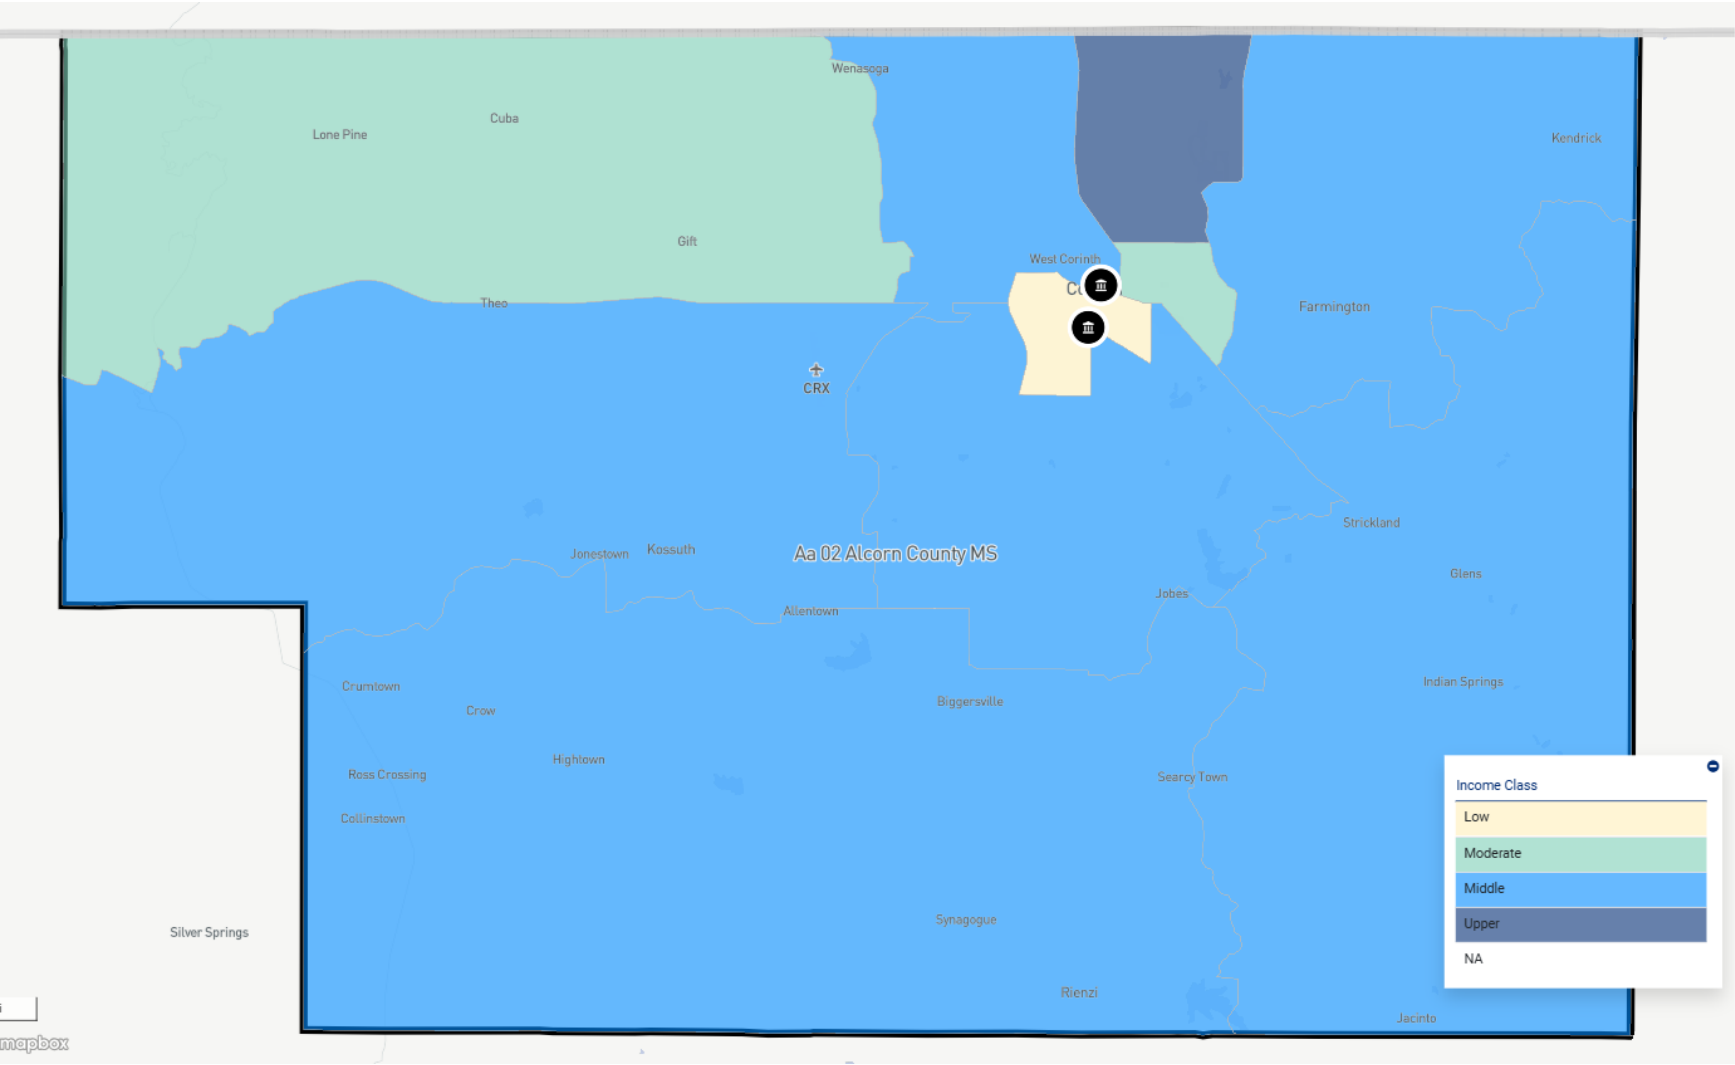 Wenasoga
Cuba
Lone Pine
Kendrick
Gift
West Corinth
Theo
Farmington
CRX
Strickland
Jonestown
Kossuth
Aa 02 Alcorn County MS
Glens
Jobes
Allentown
Crumtown
Indian Springs
Biggersville
Crow
Hightown
Ross Crossing
Searcy Town
Income Class
Collinstown
Low
Moderate
Middle
Synagogue
Upper
Silver Springs
NA
Rienzi
Jacinto
mapbox